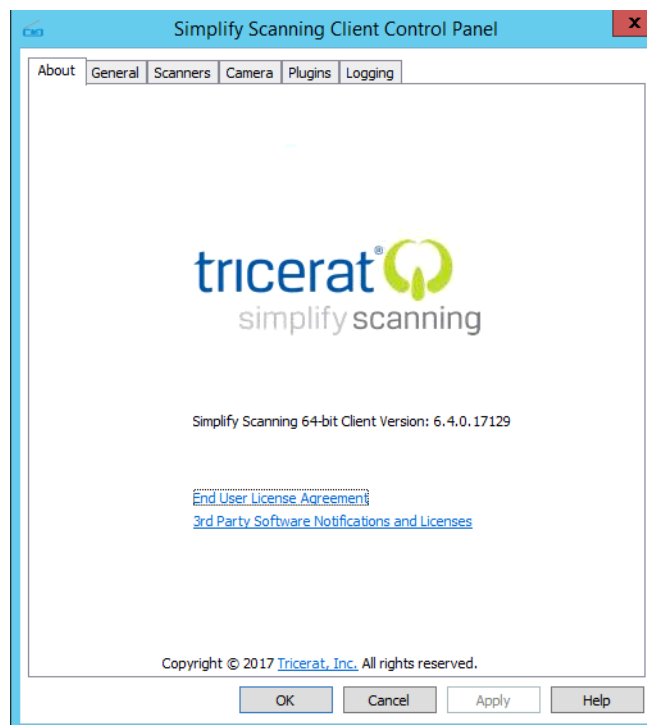 Simplify Scanning Client Control Panel
x
About General Scanners Camera Plugins Logging
tricerat®
simplify scanning
Simplify Scanning 64-bit Client Version: 6.4.0.17129
End User License Agreement
3rd Party Software Notifications and Licenses
Copyright © 2017 Tricerat, Inc. All rights reserved.
OK Cancel Apply Help